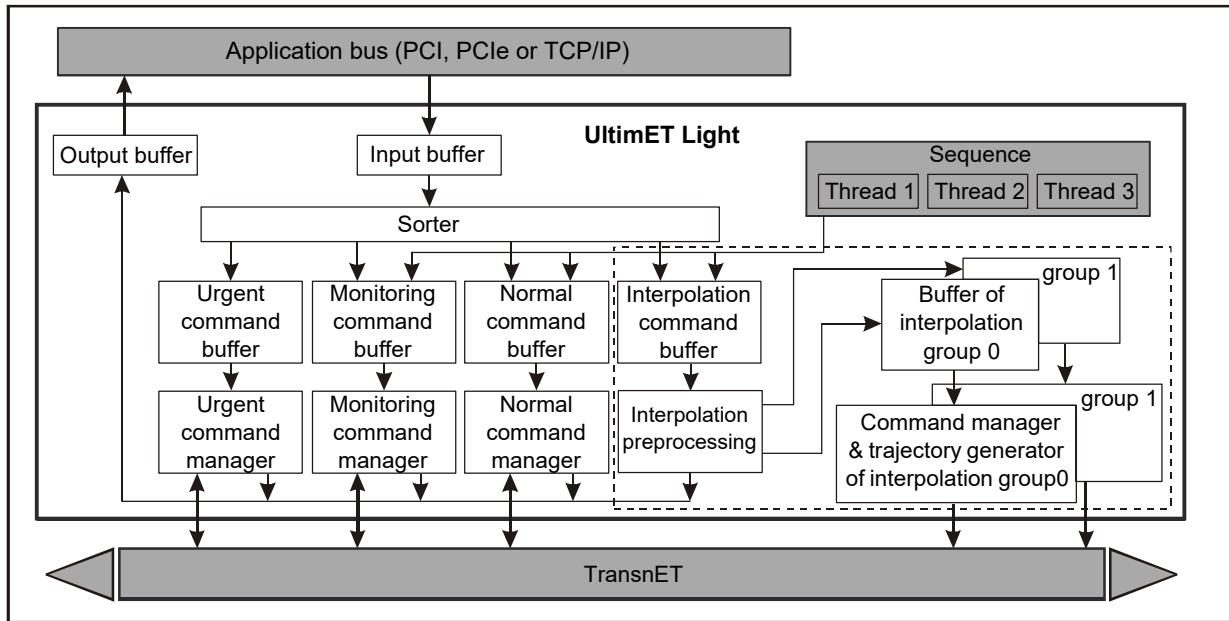 Application bus (PCI, PCIe or TCP/IP)
UltimET Light
Output buffer
Input buffer
Sequence
Thread 1
Thread 2
Thread 3
Sorter
Urgent
command
buffer
Monitoring
command
buffer
Normal
command
buffer
Interpolation
command
buffer
group 1
Buffer of
interpolation
group 0
Urgent
command
manager
Monitoring
command
manager
Normal
command
manager
Interpolation
preprocessing
group 1
Command manager
& trajectory generator
of interpolation group0
TransnET